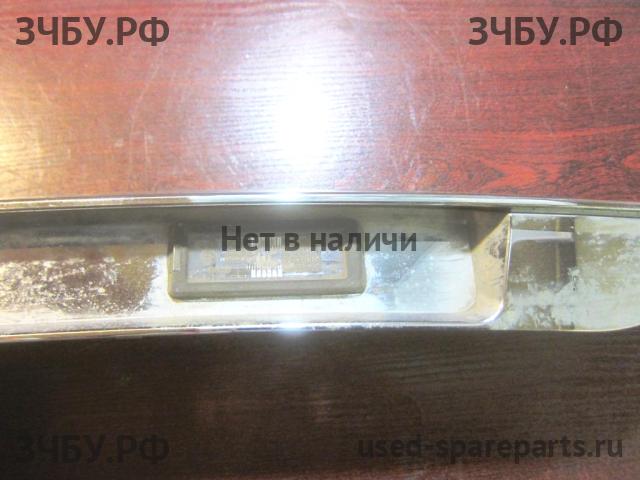 ЗЧБУ.РФ ЗЧБУ.РФ
Нет в наличи
ЗЧБУ.РФ used-spareparts.ru